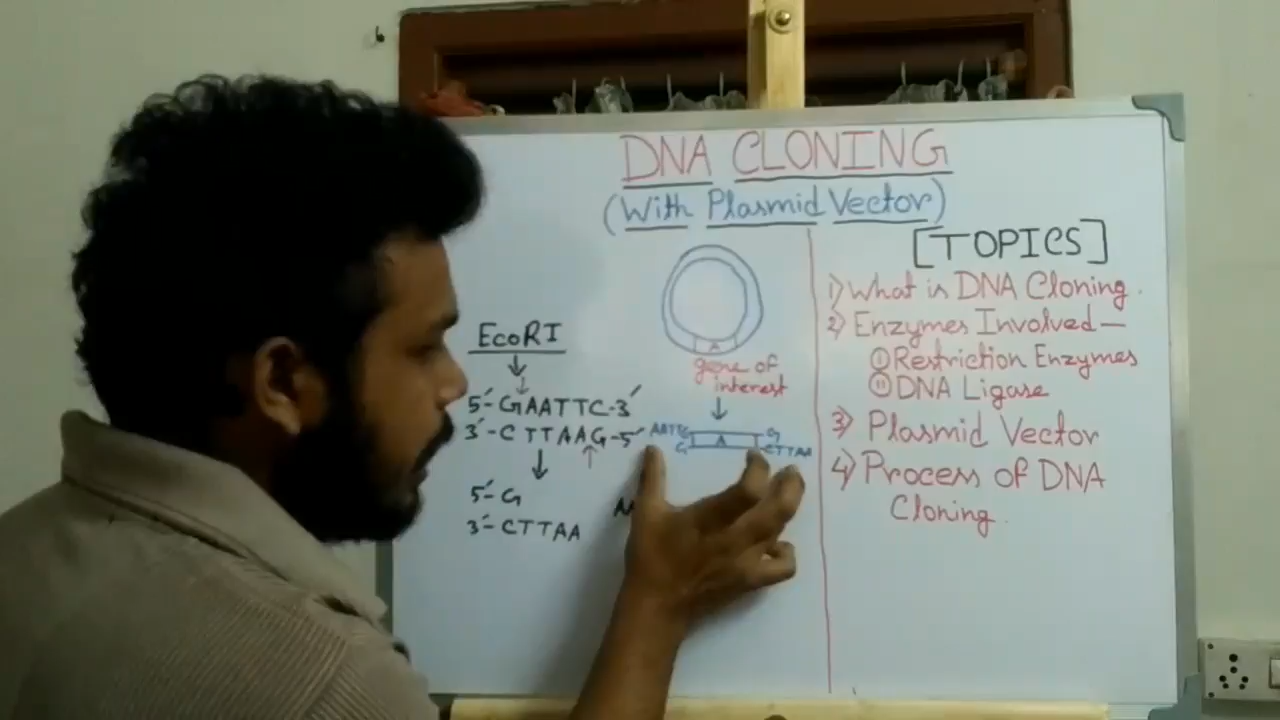 DNA CLONING
(With Plasmid Vector)
EcoRI
5'-GAATTC-3'
3'-CTTAAG-5'
5'-G
3'-CTTAA
A
gene of
interest
AATTC
G
A
G
CTTAA
[TOPICS]
1) What is DNA Cloning.
2) Enzymes Involved—
(i) Restriction Enzymes
(ii) DNA Ligase
3) Plasmid Vector
4) Process of DNA
Cloning.